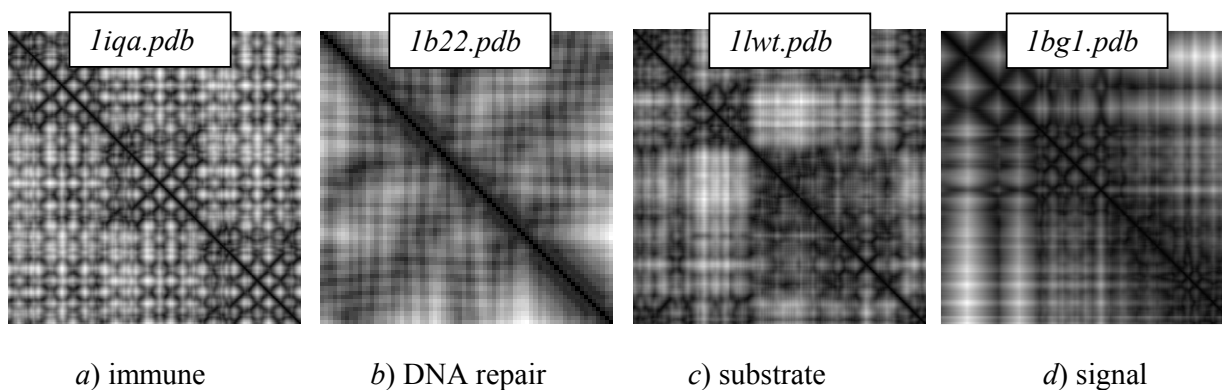 1iqa.pdb 1b22.pdb 1lwt.pdb 1bg1.pdb
a) immune b) DNA repair c) substrate d) signal